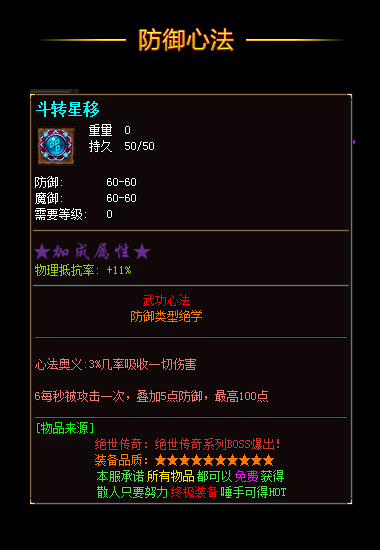 防御心法
斗转星移
重量 0
持久 50/50
防御: 60-60
魔御: 60-60
需要等级: 0
★加成属性★
物理抵抗率: +11%
武功心法
防御类型绝学
心法奥义:3%几率吸收一切伤害
6每秒被攻击一次，叠加5点防御，最高100点
[物品来源]
绝世传奇: 绝世传奇系列BOSS爆出!
装备品质: ★★★★★★★★★★
本服承诺 所有物品 都可以 免费 获得
散人只要努力 终极装备 唾手可得HOT